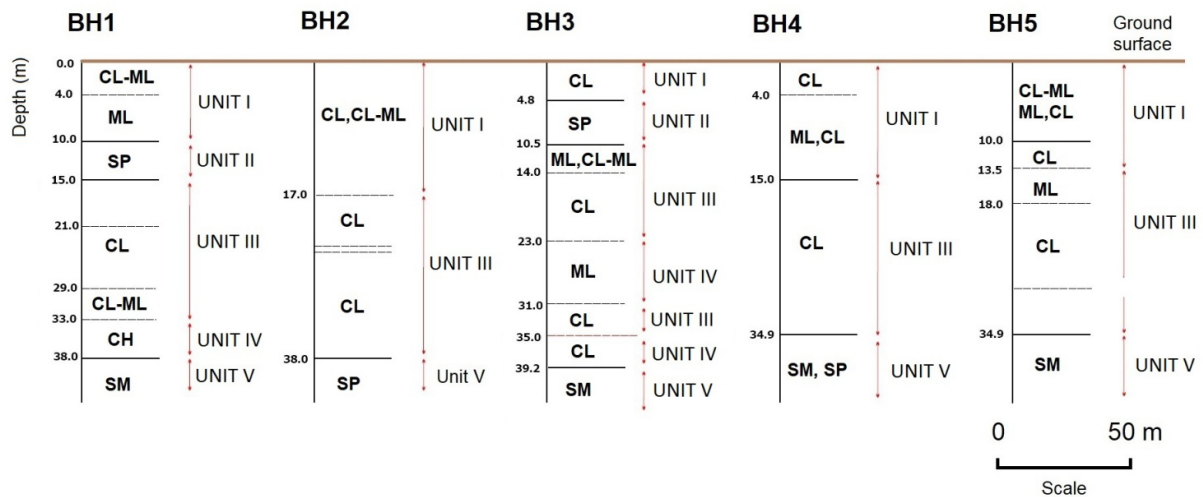 BH1
BH2
BH3
BH4
BH5
Ground
surface
Depth (m)
0.0
CL-ML
4.0
ML
10.0
SP
15.0
21.0
CL
29.0
CL-ML
33.0
CH
38.0
SM
UNIT I
UNIT II
UNIT III
UNIT IV
UNIT V
CL,CL-ML
17.0
CL
CL
38.0
SP
UNIT I
UNIT III
Unit V
CL
4.8
SP
10.5
ML,CL-ML
14.0
CL
23.0
ML
31.0
CL
35.0
CL
39.2
SM
UNIT I
UNIT II
UNIT III
UNIT IV
UNIT III
UNIT IV
UNIT V
CL
4.0
ML,CL
15.0
CL
34.9
SM, SP
UNIT I
UNIT III
UNIT V
CL-ML
ML,CL
10.0
CL
13.5
ML
18.0
CL
34.9
SM
UNIT I
UNIT III
UNIT V
0 50 m
Scale